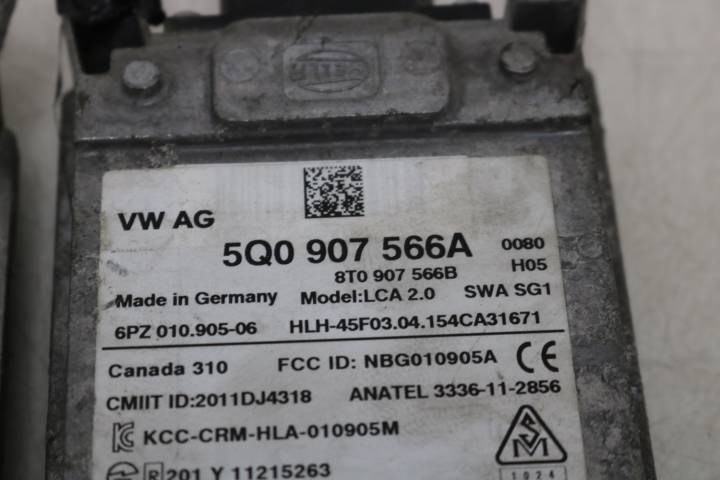 HELLA
VW AG
5Q0 907 566A 0080
8T0 907 566B H05
Made in Germany Model:LCA 2.0 SWA SG1
6PZ 010.905-06 HLH-45F03.04.154CA31671
Canada 310 FCC ID: NBG010905A CE
CMIIT ID:2011DJ4318 ANATEL 3336-11-2856
KCC-CRM-HLA-010905M
R 201 Y 11215263
1024